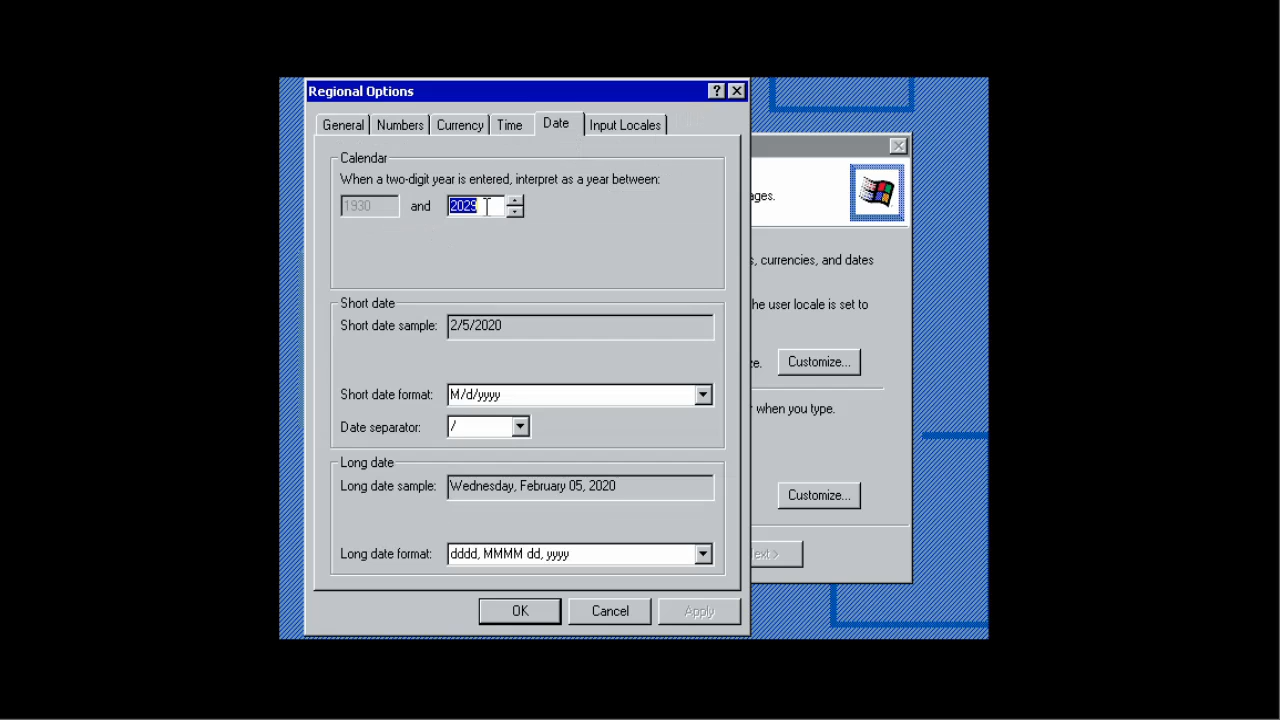 Regional Options
General Numbers Currency Time Date Input Locales
Calendar
When a two-digit year is entered, interpret as a year between:
1930 and 2029
Short date
Short date sample: 2/5/2020
Short date format: M/d/yyyy
Date separator: /
Long date
Long date sample: Wednesday, February 05, 2020
Long date format: dddd, MMMM dd, yyyy
OK Cancel Apply
ages.
s, currencies, and dates
he user locale is set to
ze. Customize...
when you type.
Customize...
ext >